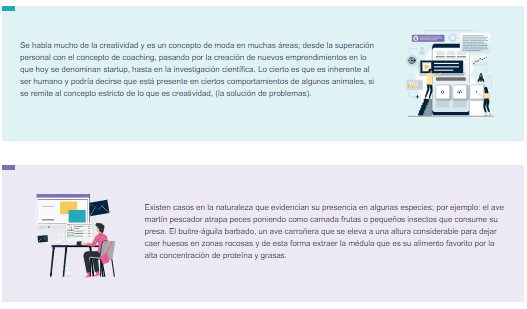 Se habla mucho de la creatividad y es un concepto de moda en muchas áreas; desde la superación
personal con el concepto de coaching, pasando por la creación de nuevos emprendimientos en lo
que hoy se denominan startup, hasta en la investigación científica. Lo cierto es que es inherente al
ser humano y podría decirse que está presente en ciertos comportamientos de algunos animales, si
se remite al concepto estricto de lo que es creatividad, (la solución de problemas).
Existen casos en la naturaleza que evidencian su presencia en algunas especies; por ejemplo: el ave
martín pescador atrapa peces poniendo como carnada frutas o pequeños insectos que consume su
presa. El buitre-águila barbado, un ave carroñera que se eleva a una altura considerable para dejar
caer huesos en zonas rocosas y de esta forma extraer la médula que es su alimento favorito por la
alta concentración de proteína y grasas.